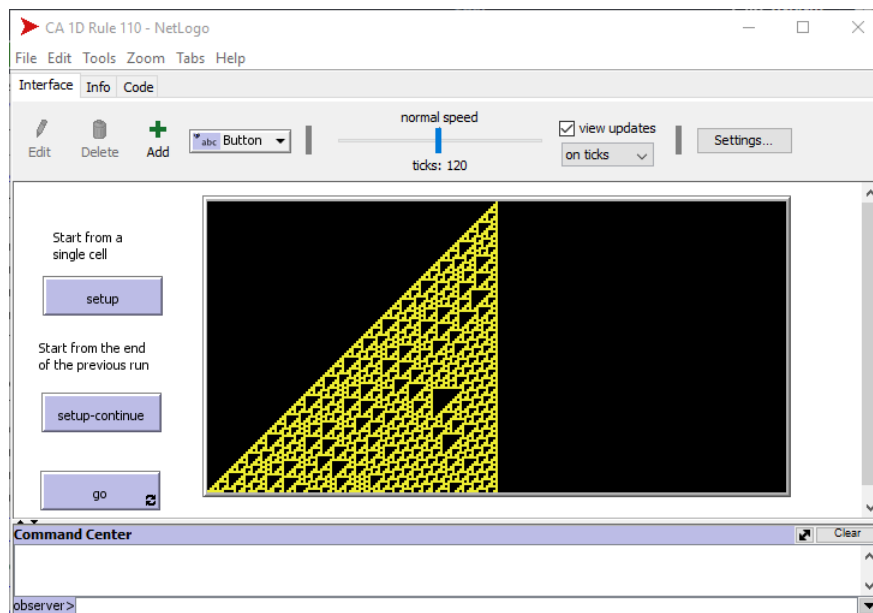 CA 1D Rule 110 - NetLogo
File Edit Tools Zoom Tabs Help
Interface Info Code
normal speed
Edit Delete Add abc Button view updates Settings...
ticks: 120 on ticks
Start from a
single cell
setup
Start from the end
of the previous run
setup-continue
go
Command Center Clear
observer>